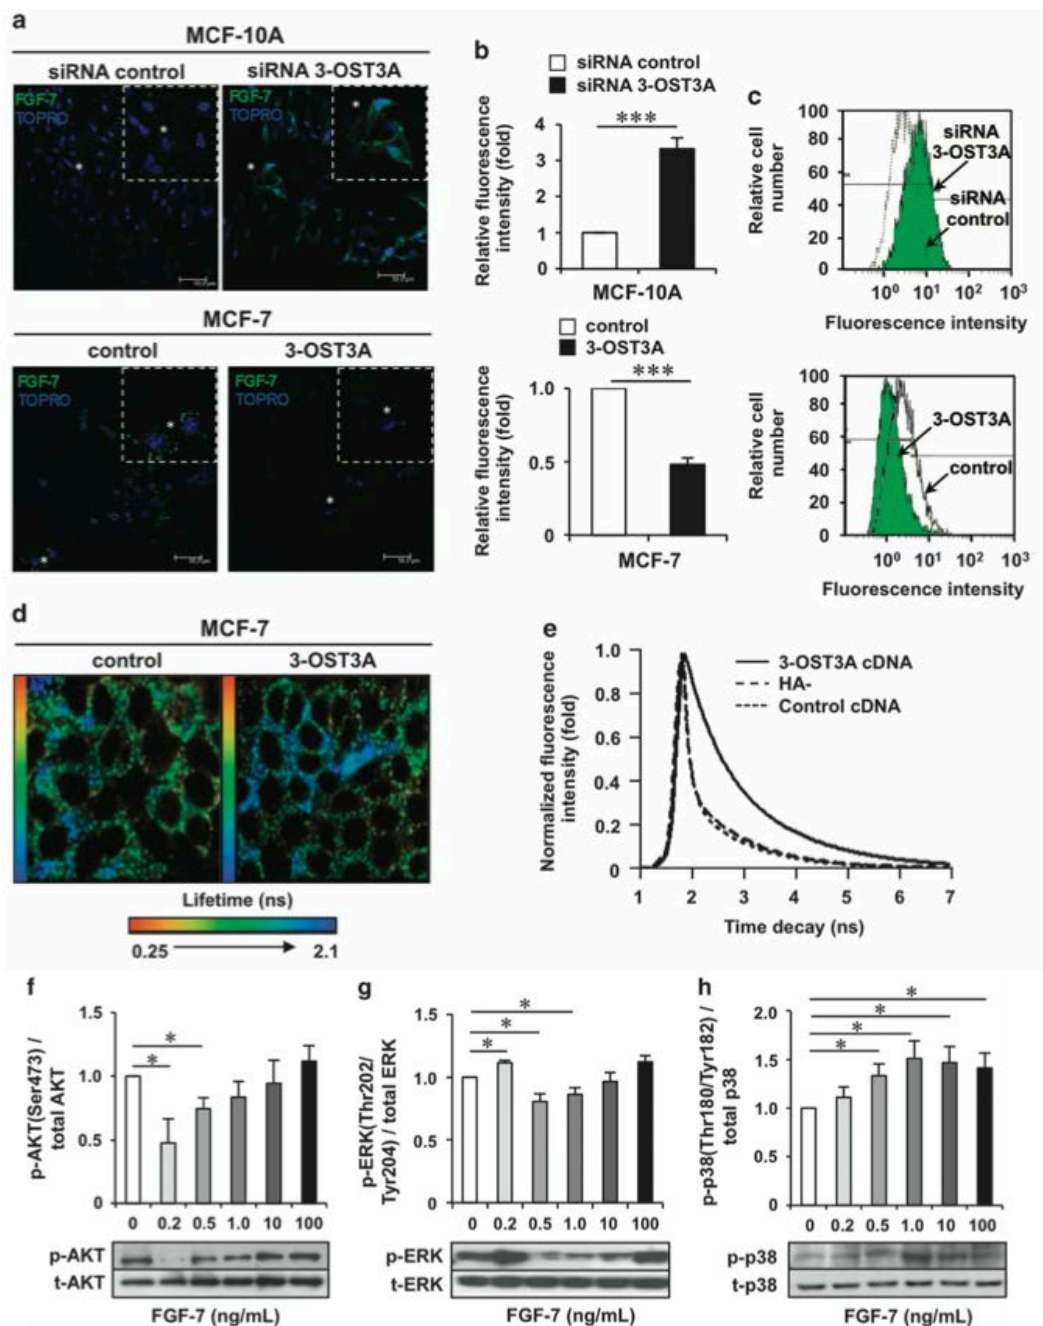 a
MCF-10A
siRNA control
siRNA 3-OST3A
FGF-7
TOPRO
*
*
FGF-7
TOPRO
*
*
MCF-7
control
3-OST3A
FGF-7
TOPRO
*
*
FGF-7
TOPRO
*
*
b
siRNA control
siRNA 3-OST3A
Relative fluorescence
intensity (fold)
4
3
2
1
0
***
MCF-10A
control
3-OST3A
Relative fluorescence
intensity (fold)
1.0
0.5
0
***
MCF-7
c
Relative cell
number
100
80
60
40
20
0
siRNA
3-OST3A
siRNA
control
10⁰ 10¹ 10² 10³
Fluorescence intensity
Relative cell
number
100
80
60
40
20
0
3-OST3A
control
10⁰ 10¹ 10² 10³
Fluorescence intensity
d
MCF-7
control
3-OST3A
Lifetime (ns)
0.25
2.1
e
Normalized fluorescence
intensity (fold)
1.0
0.8
0.6
0.4
0.2
0
3-OST3A cDNA
HA-
Control cDNA
1 2 3 4 5 6 7
Time decay (ns)
f
p-AKT(Ser473) /
total AKT
1.5
1.0
0.5
0
*
*
0 0.2 0.5 1.0 10 100
p-AKT
t-AKT
FGF-7 (ng/mL)
g
p-ERK(Thr202/
Tyr204) / total ERK
1.5
1.0
0.5
0
*
*
*
0 0.2 0.5 1.0 10 100
p-ERK
t-ERK
FGF-7 (ng/mL)
h
p-p38(Thr180/Tyr182) /
total p38
2.0
1.5
1.0
0.5
0
*
*
*
*
0 0.2 0.5 1.0 10 100
p-p38
t-p38
FGF-7 (ng/mL)